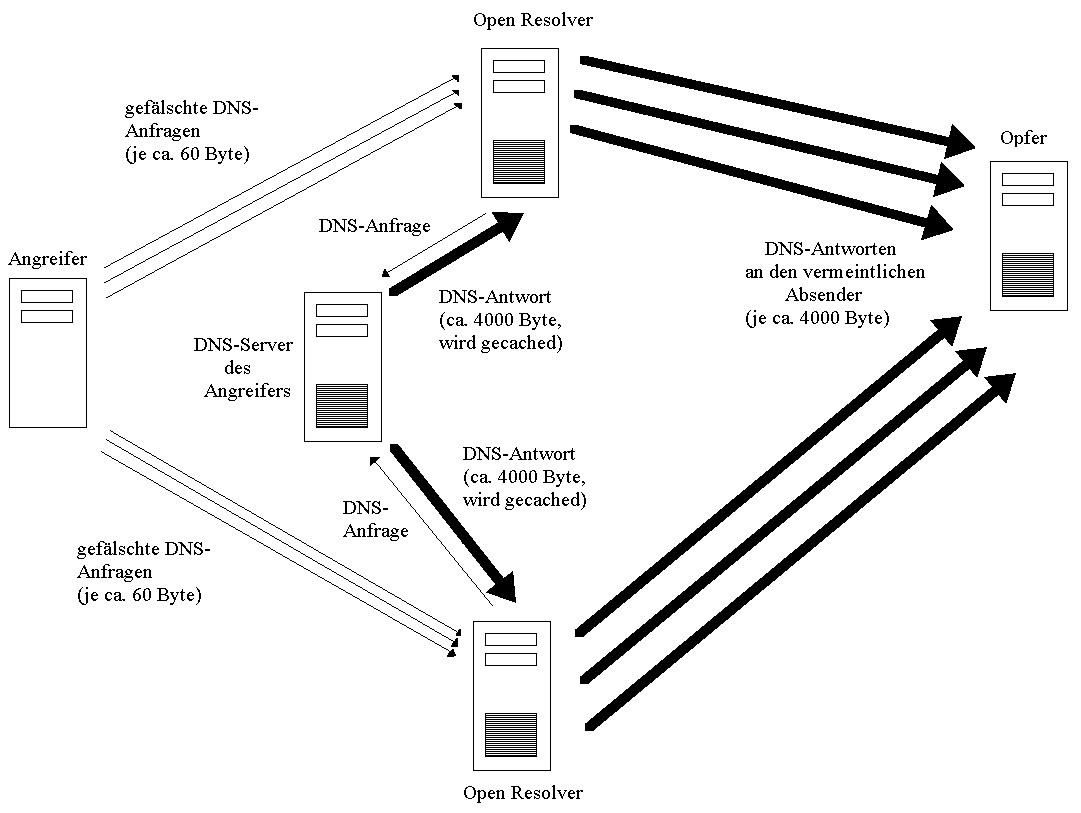 Open Resolver
gefälschte DNS-
Anfragen
(je ca. 60 Byte)
Opfer
DNS-Anfrage
Angreifer
DNS-Antworten
an den vermeintlichen
Absender
(je ca. 4000 Byte)
DNS-Antwort
(ca. 4000 Byte,
wird gecached)
DNS-Server
des
Angreifers
DNS-Antwort
(ca. 4000 Byte,
wird gecached)
DNS-
Anfrage
gefälschte DNS-
Anfragen
(je ca. 60 Byte)
Open Resolver